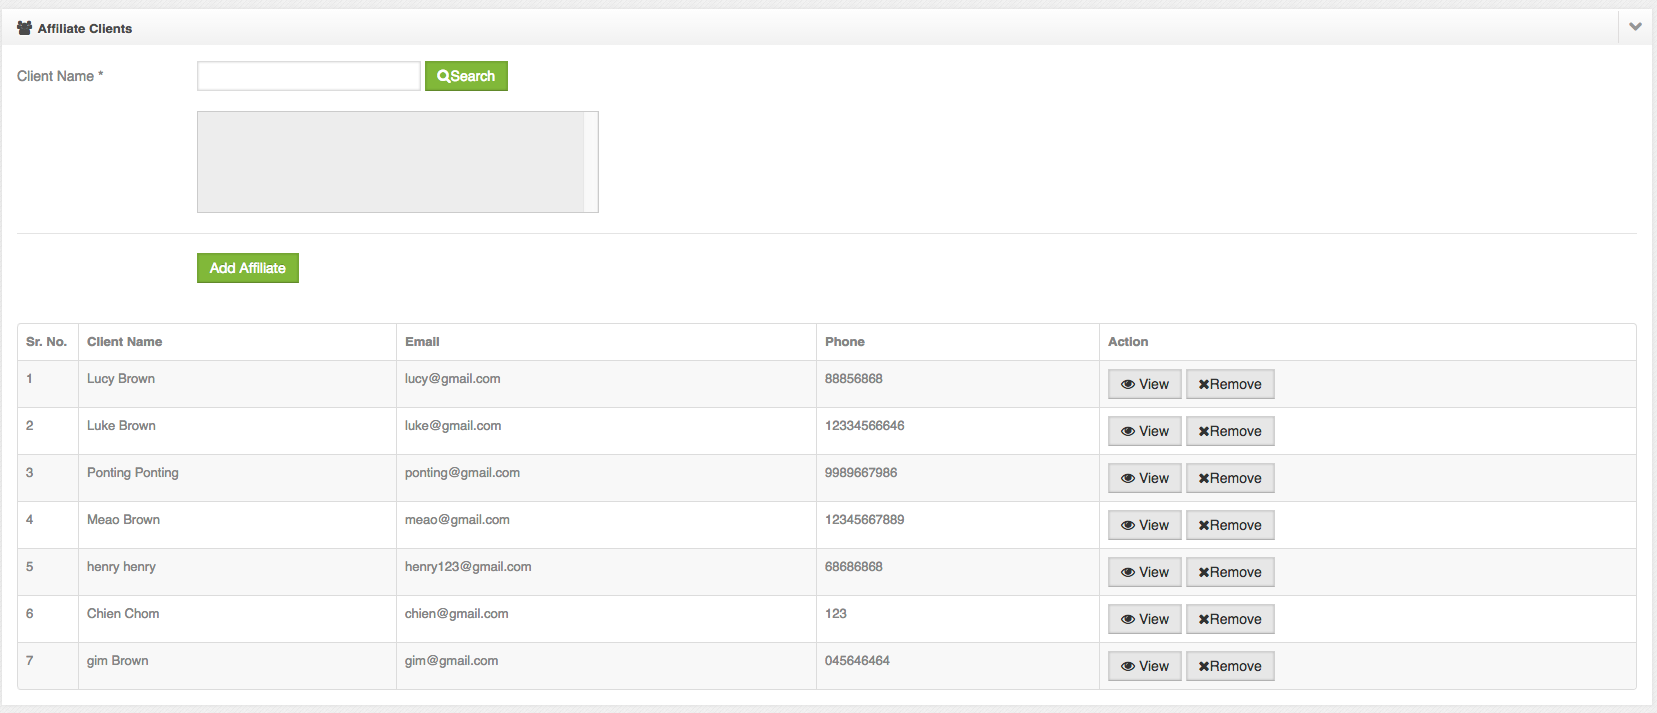 Affiliate Clients
Client Name *
Search
Add Affiliate
Sr. No. Client Name Email Phone Action
1 Lucy Brown lucy@gmail.com 88856868 View Remove
2 Luke Brown luke@gmail.com 12334566646 View Remove
3 Ponting Ponting ponting@gmail.com 9989667986 View Remove
4 Meao Brown meao@gmail.com 12345667889 View Remove
5 henry henry henry123@gmail.com 68686868 View Remove
6 Chien Chom chien@gmail.com 123 View Remove
7 gim Brown gim@gmail.com 045646464 View Remove